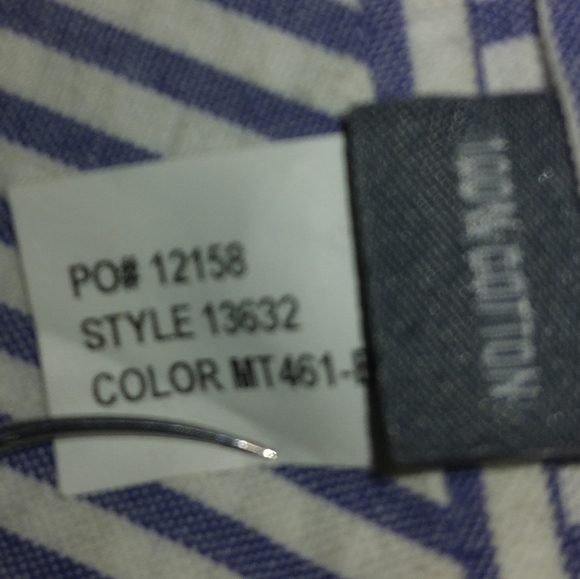 PO# 12158
STYLE 13632
COLOR MT461-
100% COTTON